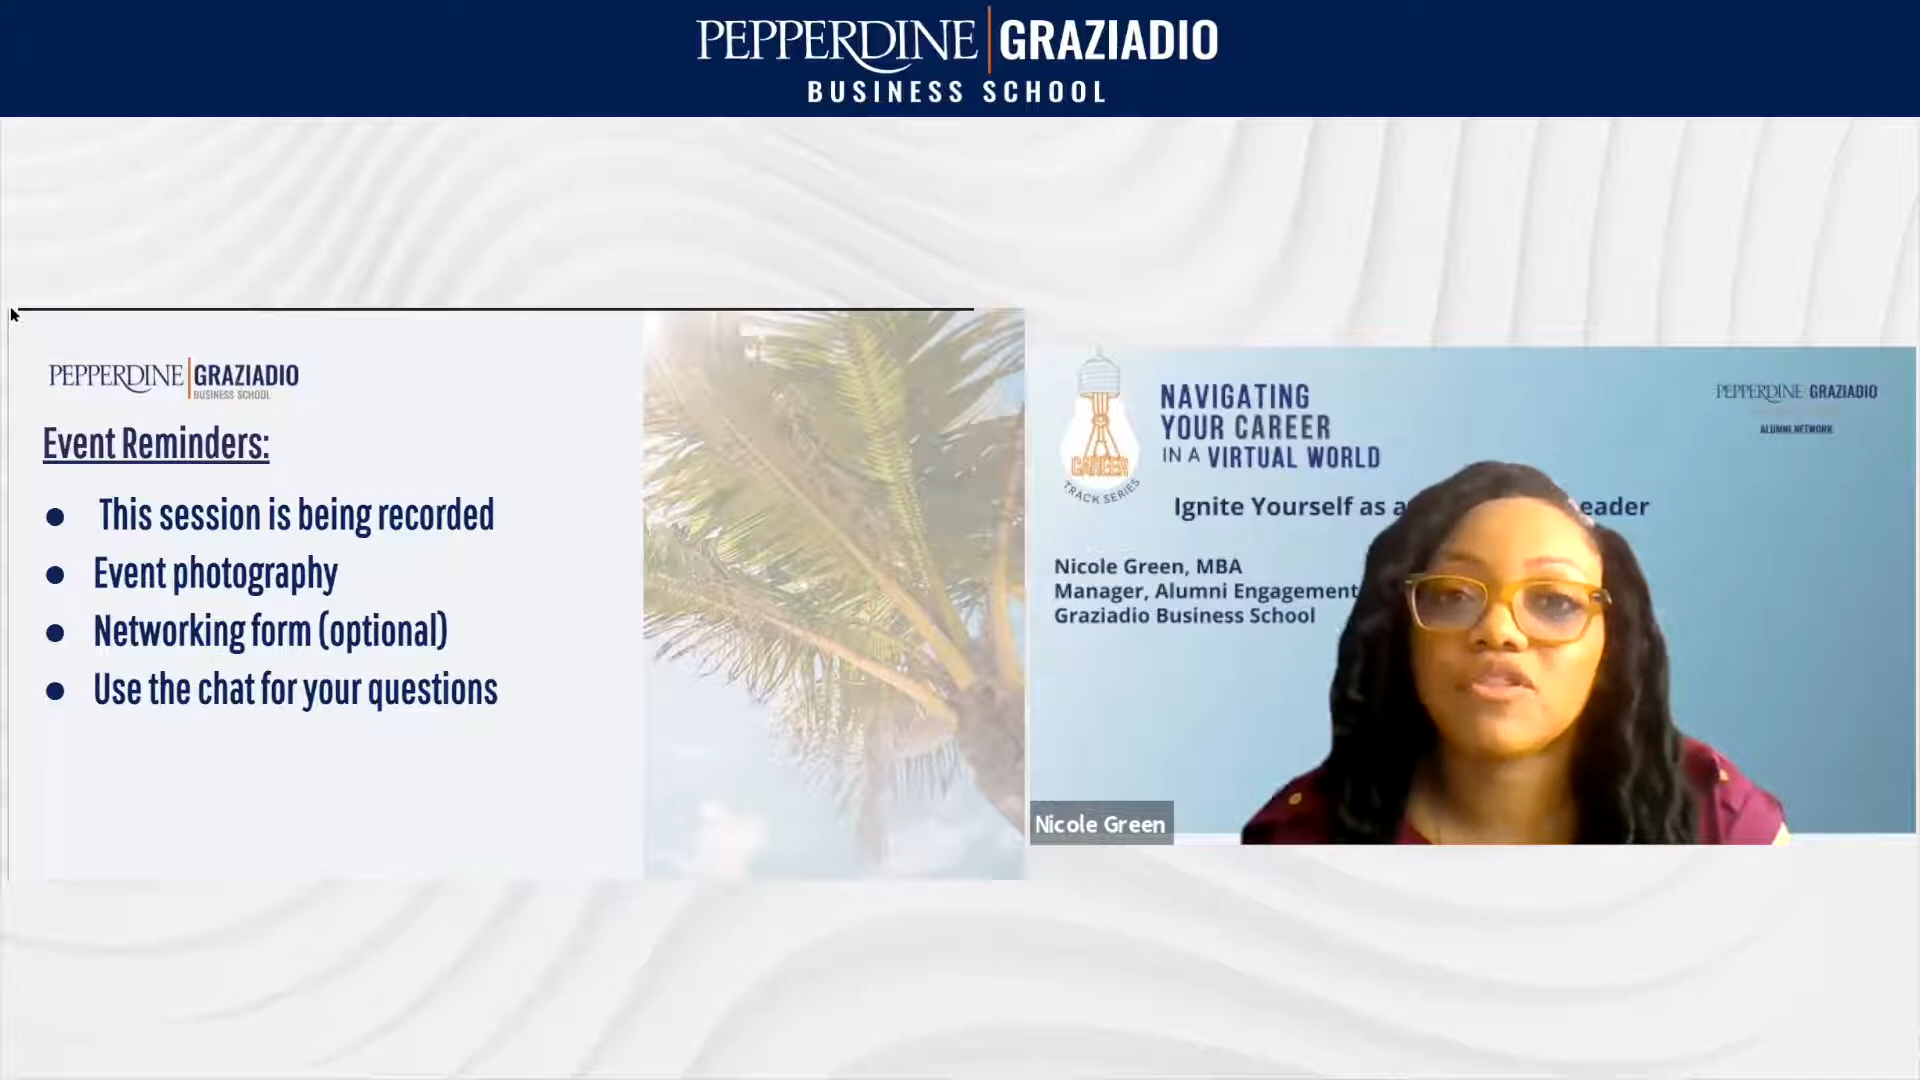 PEPPERDINE GRAZIADIO
BUSINESS SCHOOL
PEPPERDINE GRAZIADIO
BUSINESS SCHOOL
Event Reminders:
● This session is being recorded
● Event photography
● Networking form (optional)
● Use the chat for your questions
CAREER
TRACK SERIES
NAVIGATING
YOUR CAREER
IN A VIRTUAL WORLD
PEPPERDINE GRAZIADIO
ALUMNI NETWORK
Ignite Yourself as a eader
Nicole Green, MBA
Manager, Alumni Engagement
Graziadio Business School
Nicole Green